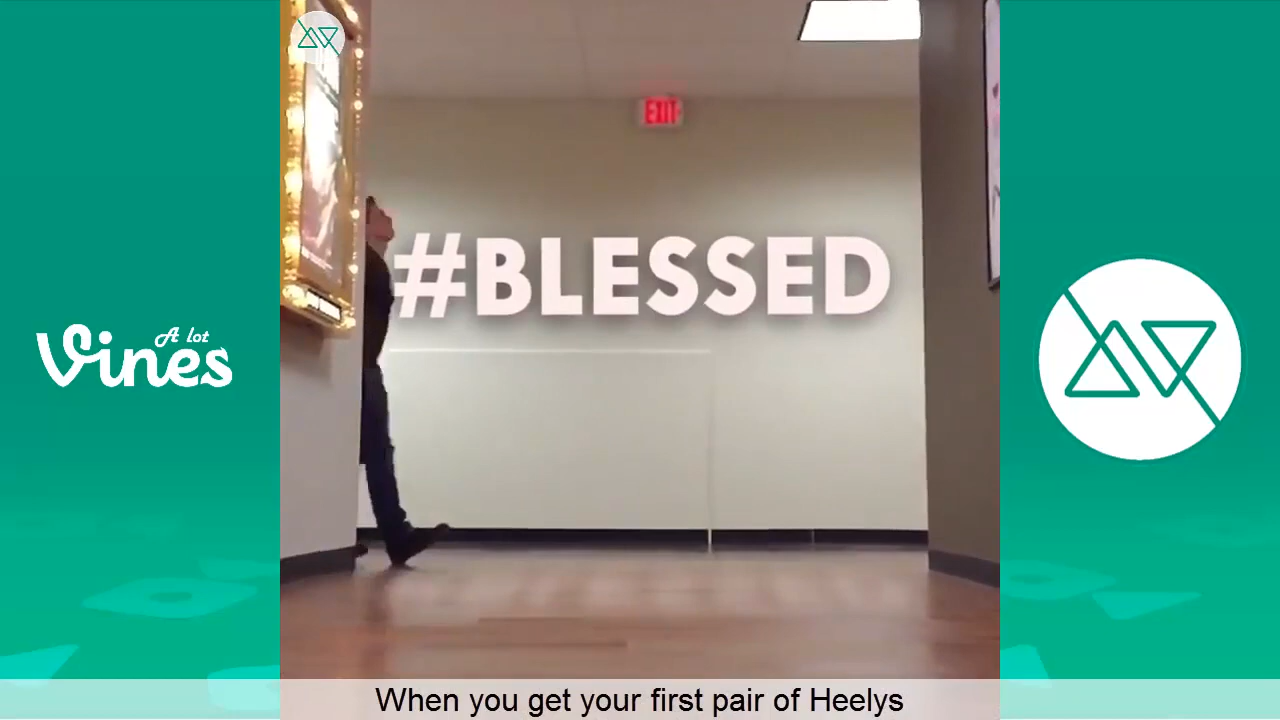 EXIT
#BLESSED
A lot
Vines
When you get your first pair of Heelys